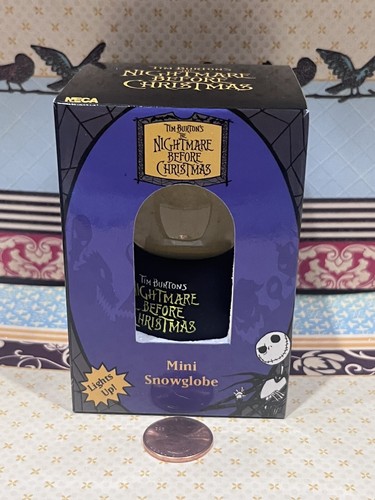 TIM BURTON'S
THE
NIGHTMARE
BEFORE
CHRISTMAS
NECA
TIM BURTON'S
THE
NIGHTMARE
BEFORE
CHRISTMAS
TIM BURTON'S
NIGHTMARE
BEFORE
CHRISTMAS
Mini
Snowglobe
Lights
Up!